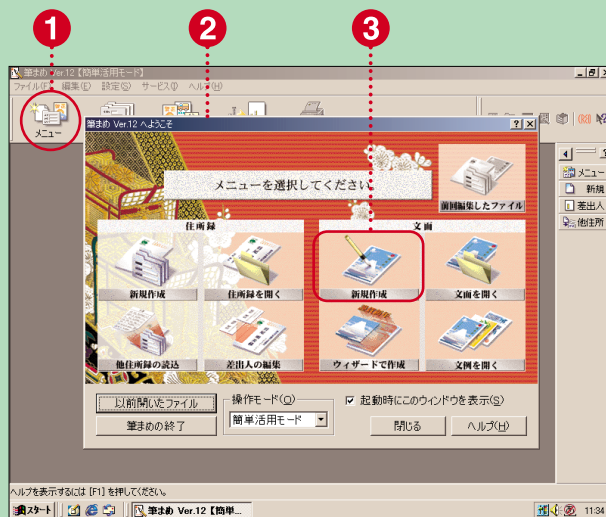 1 2 3
筆まめ Ver.12【簡単活用モード】
ファイル(F) 編集(E) 設定(S) サービス(I) ヘルプ(H)
メニュー
筆まめ Ver.12 へようこそ
メニューを選択してください
前回編集したファイル
住所録
文面
新規作成
住所録を開く
新規作成
文面を開く
他住所録の読込
差出人の編集
ウィザードで作成
文例を開く
以前開いたファイル
操作モード(O)
起動時にこのウィンドウを表示(S)
筆まめの終了
簡単活用モード
閉じる
ヘルプ(H)
メニュー
新規
差出人
他住所
ヘルプを表示するには [F1] を押してください。
スタート
筆まめ Ver.12【簡単...
11:34